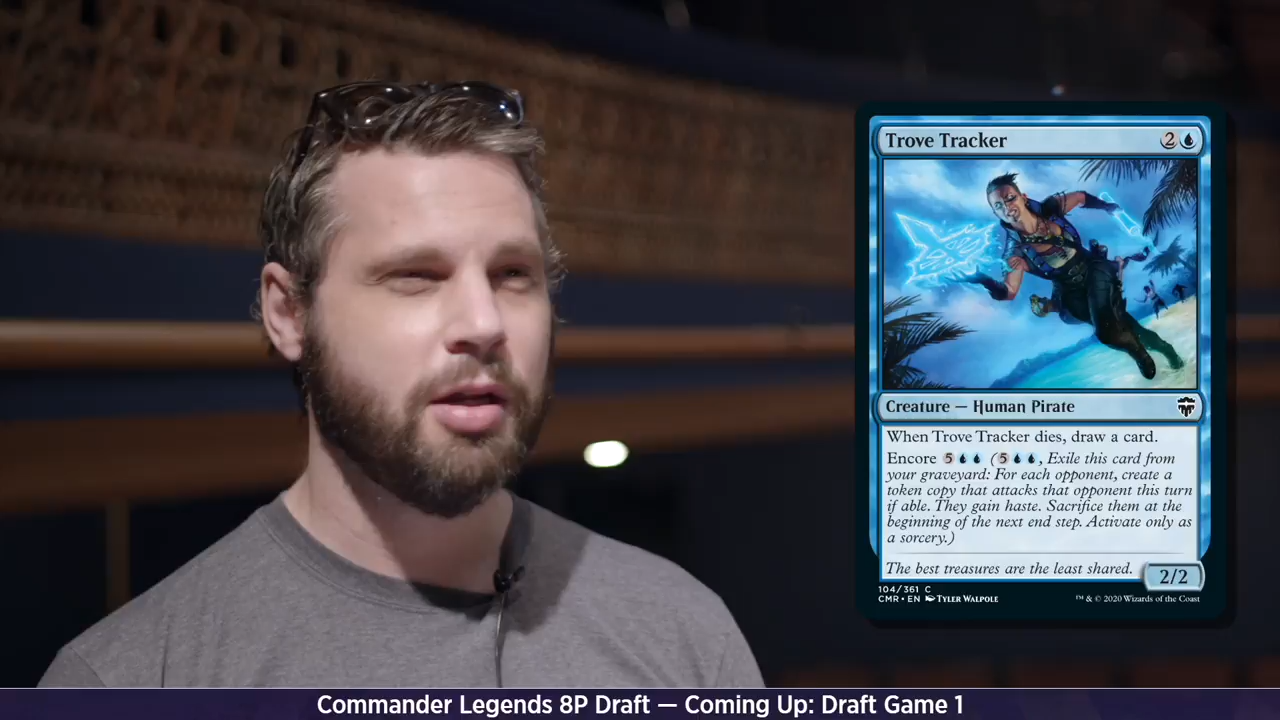 Trove Tracker 2
Creature — Human Pirate
When Trove Tracker dies, draw a card.
Encore 5 (5, Exile this card from
your graveyard: For each opponent, create a
token copy that attacks that opponent this turn
if able. They gain haste. Sacrifice them at the
beginning of the next end step. Activate only as
a sorcery.)
The best treasures are the least shared.
2/2
104/361 C
CMR • EN Tyler Walpole
™ & © 2020 Wizards of the Coast
Commander Legends 8P Draft — Coming Up: Draft Game 1